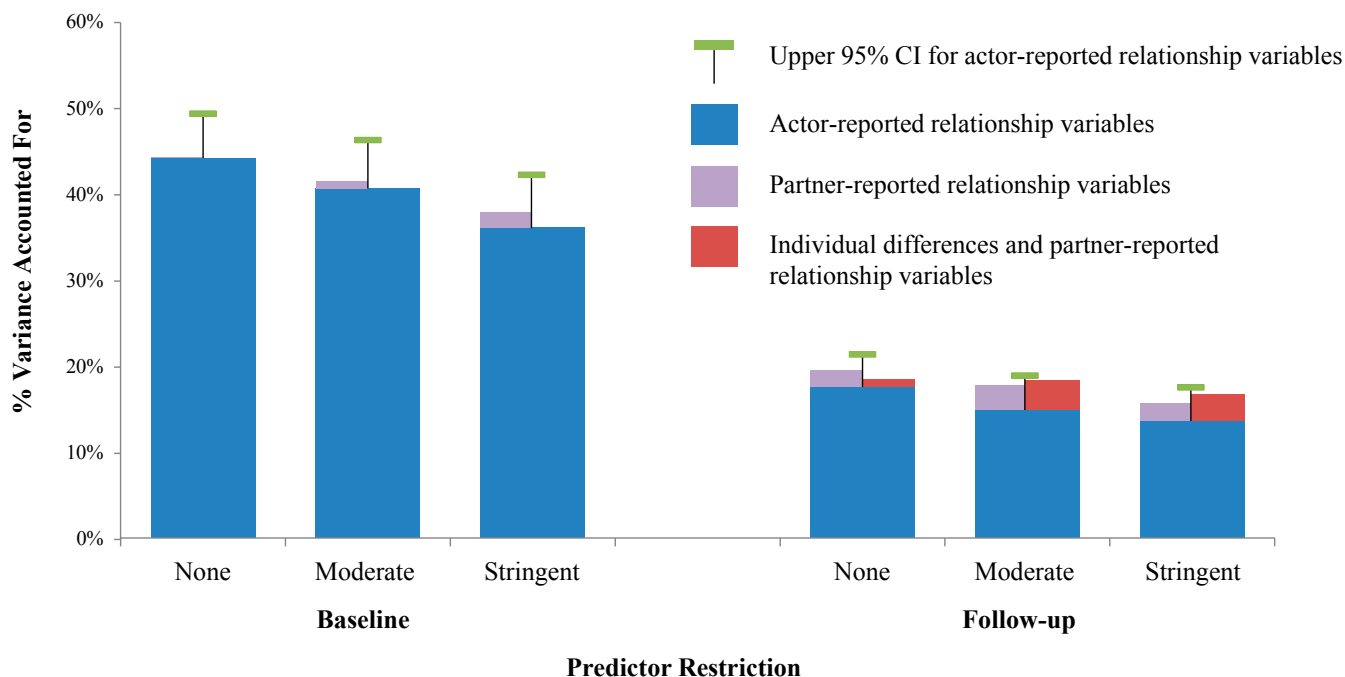 % Variance Accounted For
60%
50%
40%
30%
20%
10%
0%
Upper 95% CI for actor-reported relationship variables
Actor-reported relationship variables
Partner-reported relationship variables
Individual differences and partner-reported
relationship variables
None Moderate Stringent None Moderate Stringent
Baseline Follow-up
Predictor Restriction